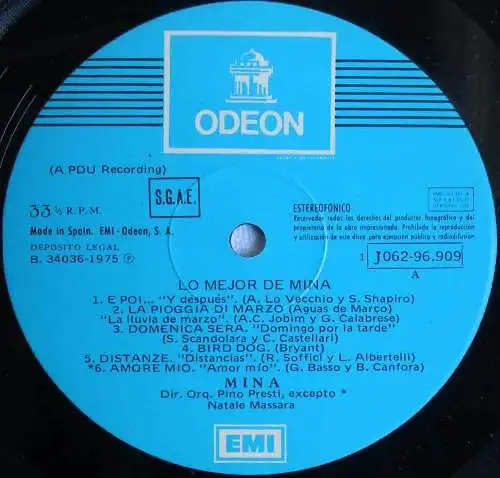 ODEON
(A PDU Recording)
33 ⅓ R. P. M.
S.G.A.E.
Made in Spain. EMI-Odeon, S. A.
DEPOSITO LEGAL
B. 34036-1975 Ⓟ
ESTEREOFONICO
Reservados todos los derechos del productor fonográfico y del
propietario de la obra impresionada. Prohibida la reproducción
y utilización de este disco para ejecución pública y radiodifusión.
1 J062-96.909
A
LO MEJOR DE MINA
1. E POI... "Y después". (A. Lo Vecchio y S. Shapiro)
2. LA PIOGGIA DI MARZO (Aguas de Março)
"La lluvia de marzo". (A.C. Jobim y G. Calabrese)
3. DOMENICA SERA. "Domingo por la tarde"
(S. Scandolara y C. Castellari)
4. BIRD DOG. (Bryant)
5. DISTANZE. "Distancias". (R. Soffici y L. Albertelli)
*6. AMORE MIO. "Amor mío". (G. Basso y B. Canfora)
MINA
Dir. Orq. Pino Presti, excepto *
Natale Massara
EMI